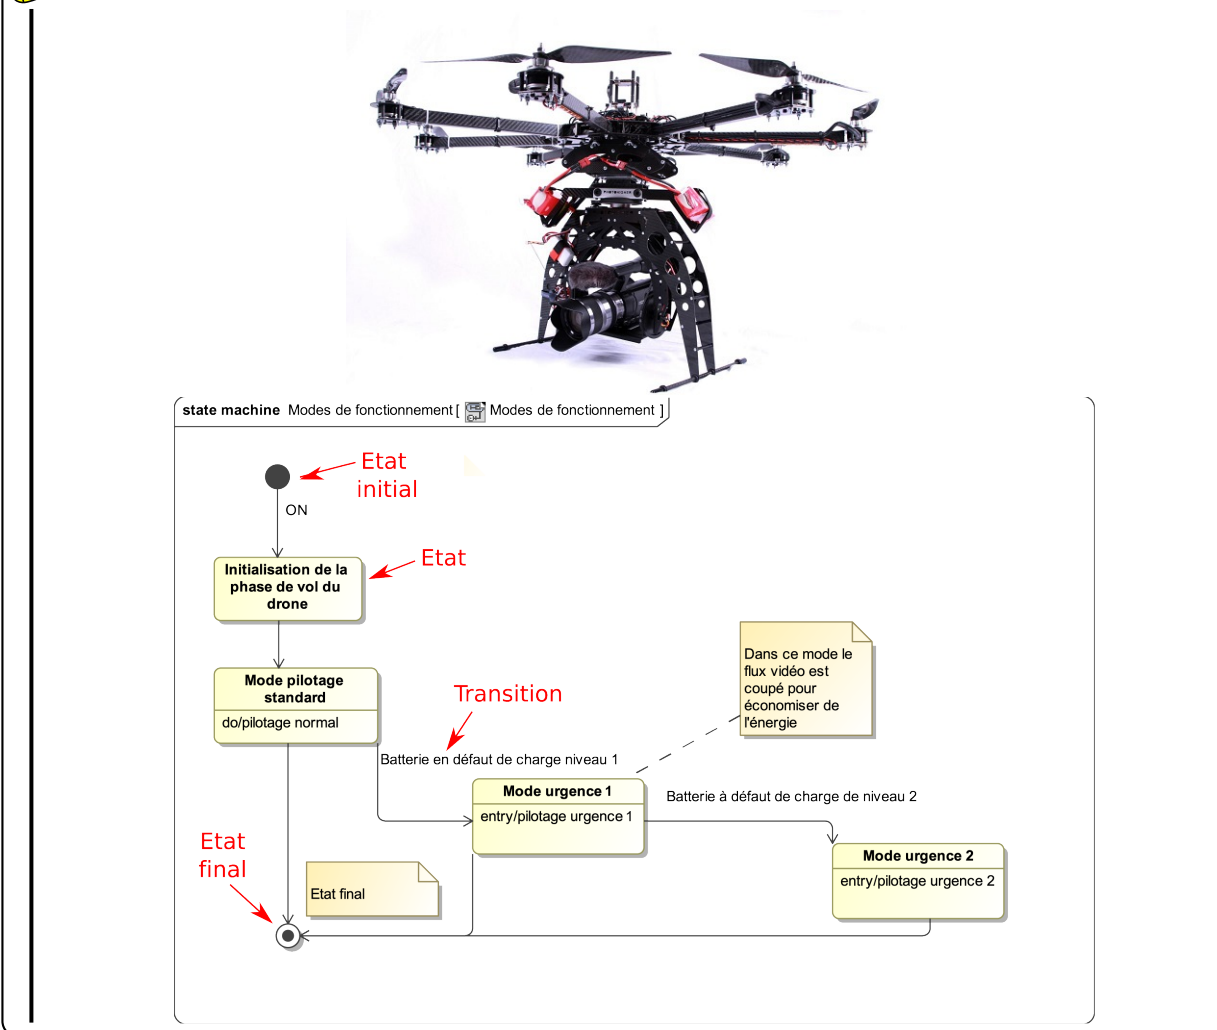 state machine Modes de fonctionnement [ Modes de fonctionnement ]
Etat
initial
ON
Etat
Initialisation de la
phase de vol du
drone
Mode pilotage
standard
do/pilotage normal
Transition
Dans ce mode le
flux vidéo est
coupé pour
économiser de
l'énergie
Batterie en défaut de charge niveau 1
Mode urgence 1
entry/pilotage urgence 1
Batterie à défaut de charge de niveau 2
Mode urgence 2
entry/pilotage urgence 2
Etat
final
Etat final